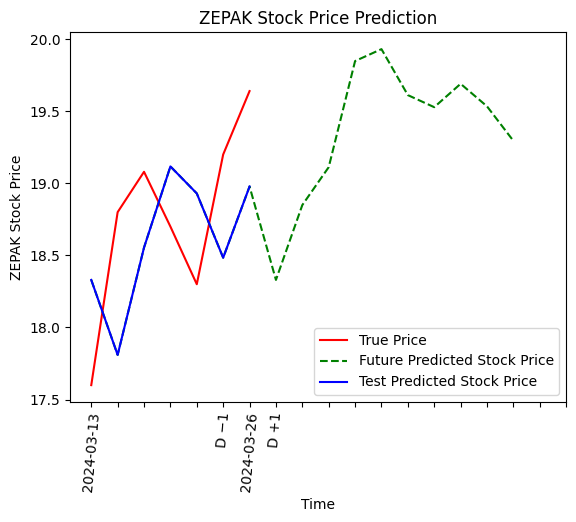 ZEPAK Stock Price Prediction
ZEPAK Stock Price
20.0
19.5
19.0
18.5
18.0
17.5
True Price
Future Predicted Stock Price
Test Predicted Stock Price
2024-03-13
D −1
2024-03-26
D +1
Time